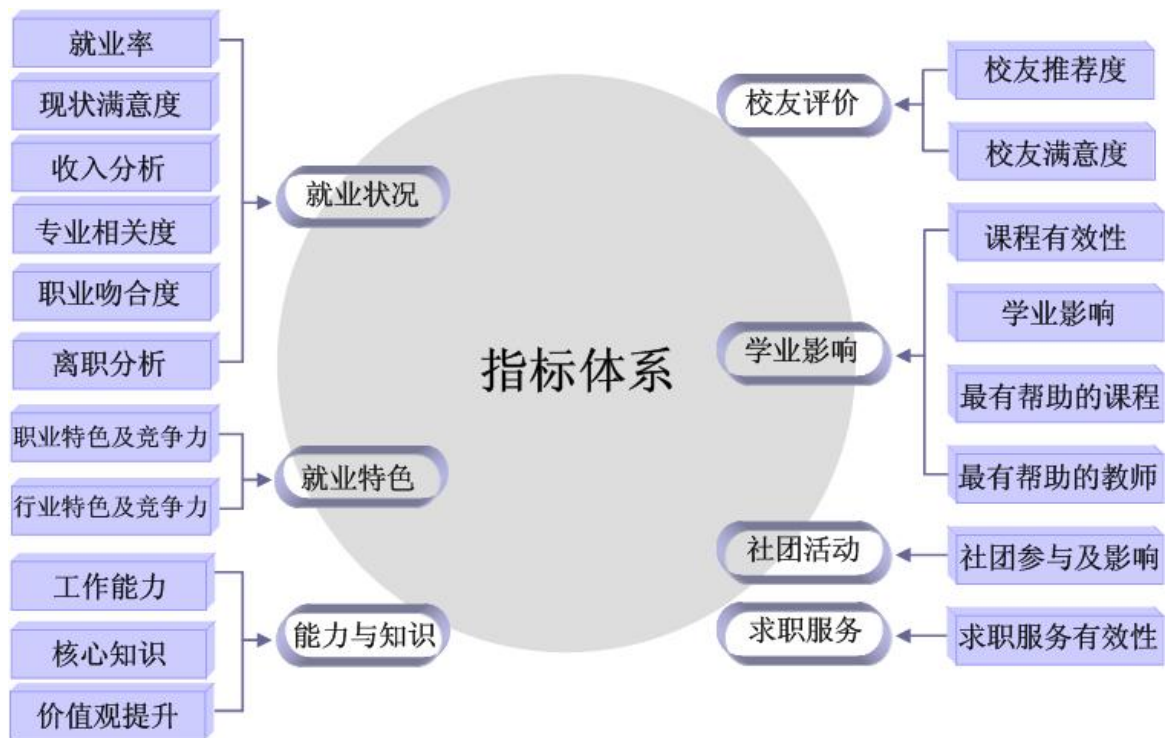 就业率
现状满意度
收入分析
专业相关度
职业吻合度
离职分析
就业状况
职业特色及竞争力
行业特色及竞争力
就业特色
工作能力
核心知识
价值观提升
能力与知识
指标体系
校友评价
校友推荐度
校友满意度
学业影响
课程有效性
学业影响
最有帮助的课程
最有帮助的教师
社团活动
社团参与及影响
求职服务
求职服务有效性